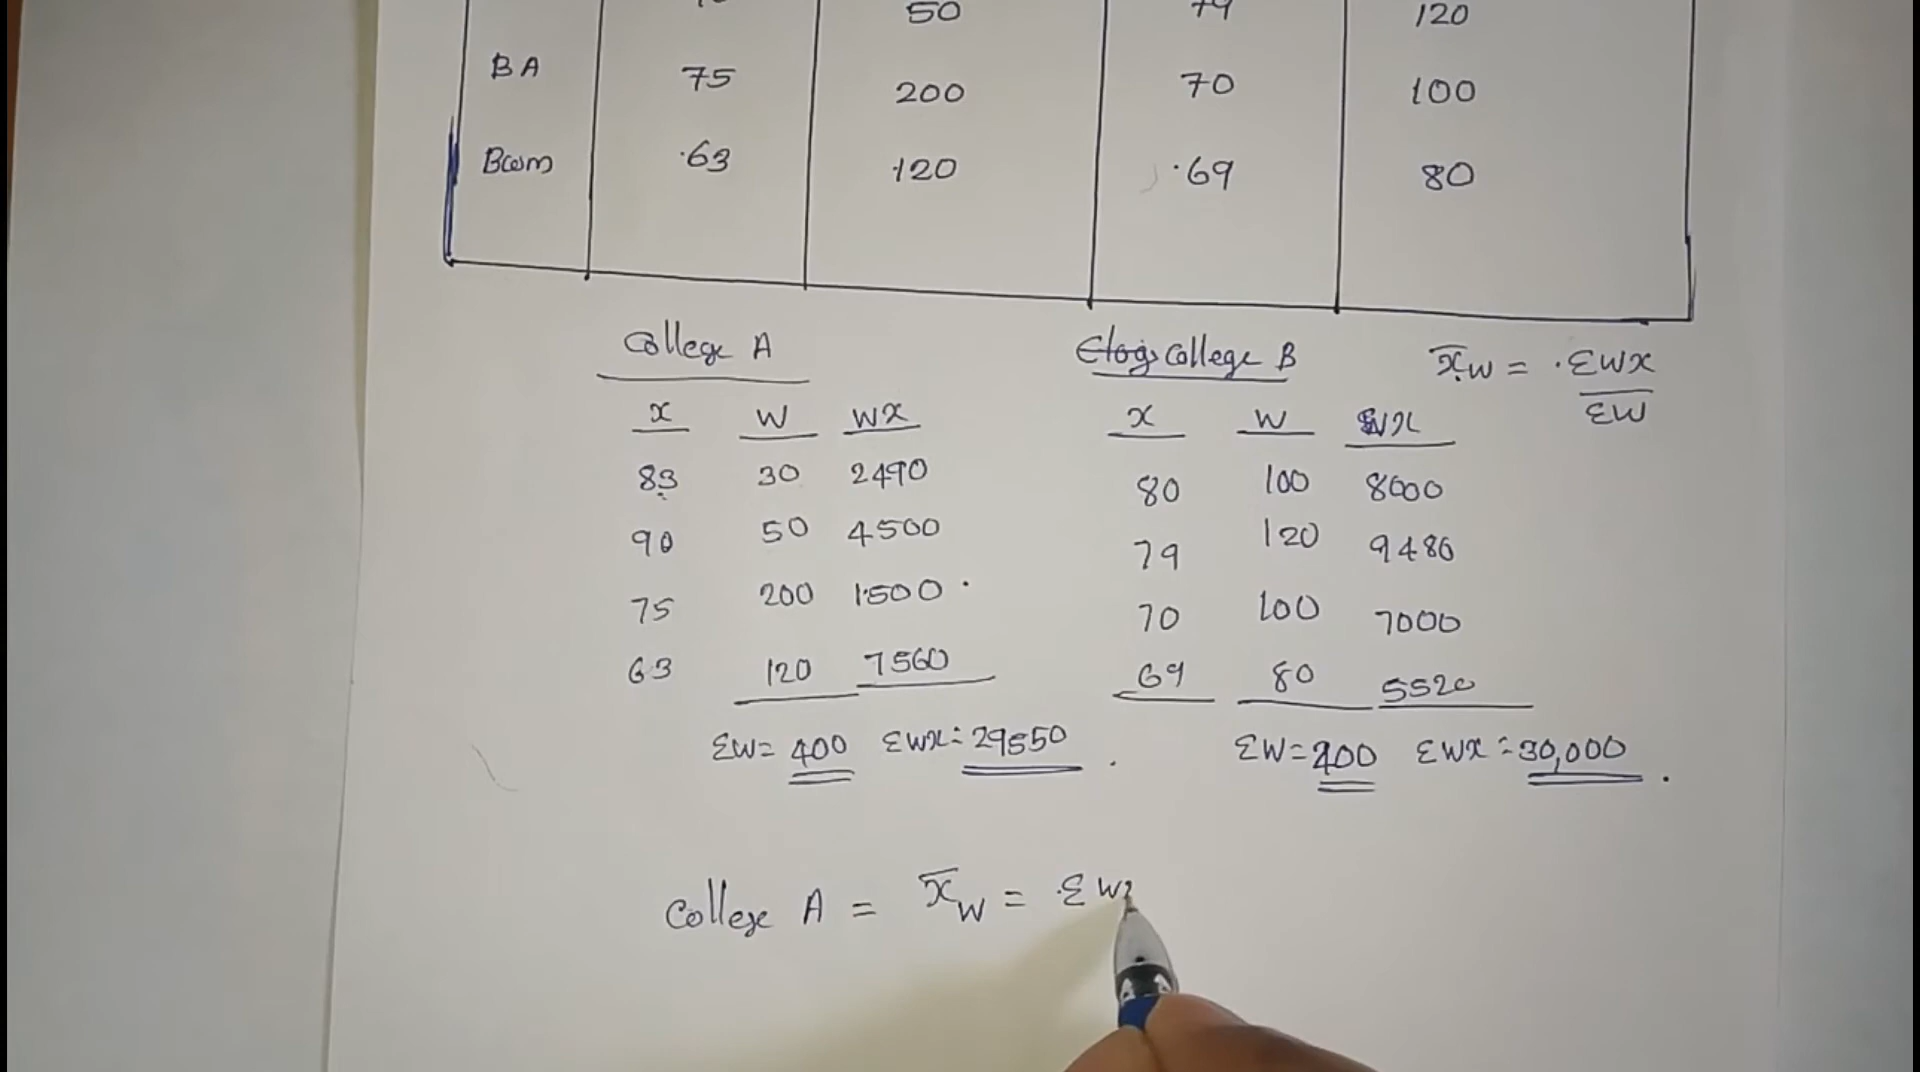 50 79 120
BA 75 200 70 100
Bcom 63 120 69 80
College A College B x̄w = ΣWX
ΣW
x W WX x W WX
83 30 2490 80 100 8000
90 50 4500 79 120 9480
75 200 1500 70 100 7000
63 120 7560 69 80 5520
ΣW = 400 ΣWX = 29550 ΣW = 400 ΣWX = 30,000
College A = x̄w = ΣWx